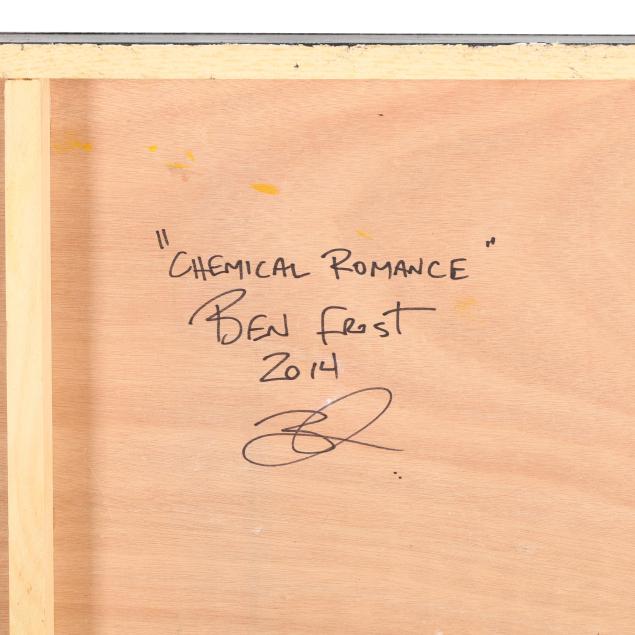 "CHEMICAL ROMANCE"
BEN FROST
2014